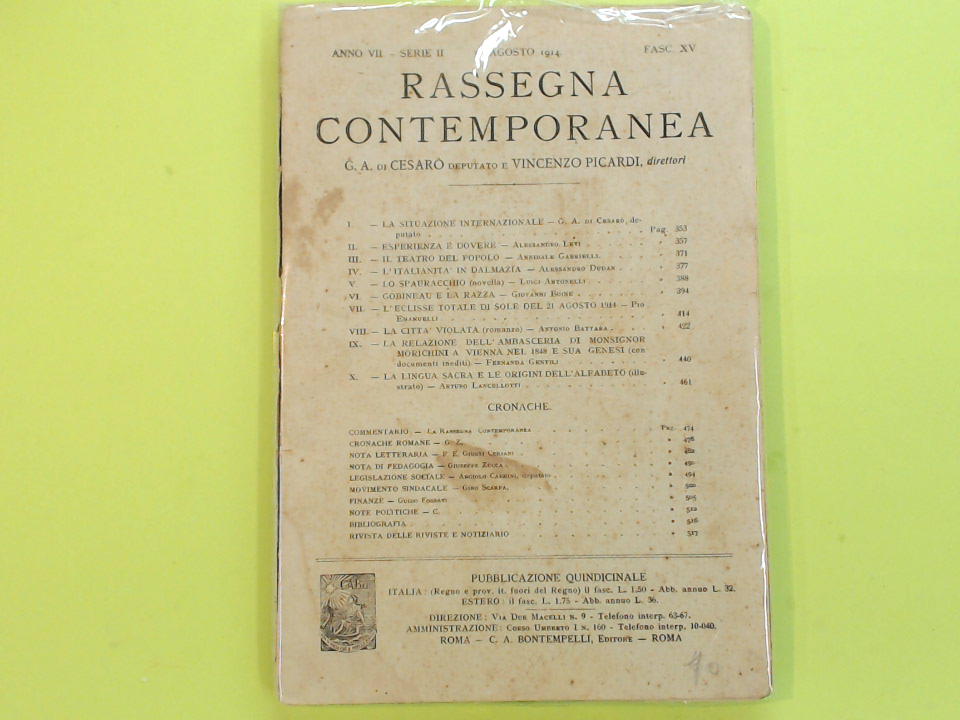 ANNO VII - SERIE II AGOSTO 1914 FASC. XV
RASSEGNA
CONTEMPORANEA
G. A. DI CESARÒ DEPUTATO E VINCENZO PICARDI, direttori
I. — LA SITUAZIONE INTERNAZIONALE — G. A. DI CESARÒ, de-
putato . . . . . . . . . . Pag. 353
II. — ESPERIENZA E DOVERE — ALESSANDRO LEVI . . . . . » 357
III. — IL TEATRO DEL POPOLO — ANNIBALE GABRIELLI . . . . » 371
IV. — L'ITALIANITA' IN DALMAZIA — ALESSANDRO DUDAN . . . » 377
V. — LO SPAURACCHIO (novella) — LUIGI ANTONELLI . . . . » 388
VI. — GOBINEAU E LA RAZZA — GIOVANNI BOINE . . . . . » 394
VII. — L'ECLISSE TOTALE DI SOLE DEL 21 AGOSTO 1914 — PIO
EMANUELLI . . . . . . . . . . » 414
VIII. — LA CITTA' VIOLATA (romanzo) — ANTONIO BATTARA . . . » 422
IX. — LA RELAZIONE DELL'AMBASCERIA DI MONSIGNOR
MORICHINI A VIENNA NEL 1848 E SUA GENESI (con
documenti inediti) — FERNANDA GENTILI . . . . . » 440
X. — LA LINGUA SACRA E LE ORIGINI DELL'ALFABETO (illu-
strato) — ARTURO LANCELLOTTI . . . . . . . » 461
CRONACHE.
COMMENTARIO — LA RASSEGNA CONTEMPORANEA . . . . . Pag. 474
CRONACHE ROMANE — G. Z. . . . . . . . . » 478
NOTA LETTERARIA — F. E. GIUSSI CERIANI . . . . . . » 482
NOTA DI PEDAGOGIA — GIUSEPPE ZUCCA . . . . . . » 490
LEGISLAZIONE SOCIALE — ANGIOLO CABRINI, deputato . . . . » 494
MOVIMENTO SINDACALE — GINO SCARPA . . . . . . » 500
FINANZE — GUIDO FOSSATI . . . . . . . . » 505
NOTE POLITICHE — C. . . . . . . . . » 512
BIBLIOGRAFIA . . . . . . . . . » 516
RIVISTA DELLE RIVISTE E NOTIZIARIO . . . . . . » 517
PUBBLICAZIONE QUINDICINALE
ITALIA: (Regno e prov. it. fuori del Regno) il fasc. L. 1.50 - Abb. annuo L. 32.
ESTERO: il fasc. L. 1.75 - Abb. annuo L. 36.
DIREZIONE: VIA DUE MACELLI N. 9 - Telefono interp. 63-67.
AMMINISTRAZIONE: CORSO UMBERTO I N. 160 - Telefono interp. 10-040.
ROMA — C. A. BONTEMPELLI, EDITORE — ROMA